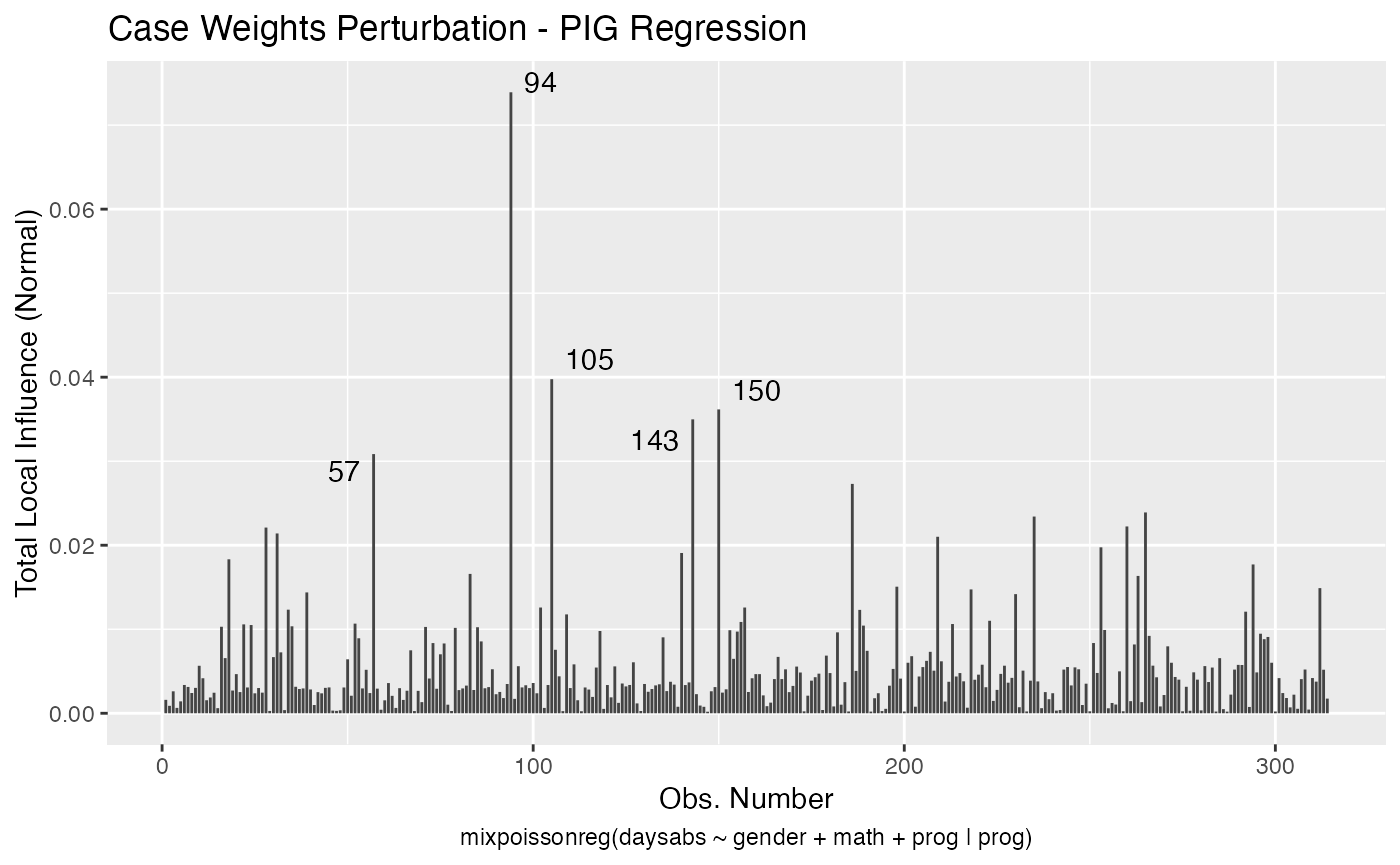 Case Weights Perturbation - PIG Regression
94
0.06
105
0.04
150
143
57
0.02
0.00
Total Local Influence (Normal)
0 100 200 300
Obs. Number
mixpoissonreg(daysabs ~ gender + math + prog | prog)